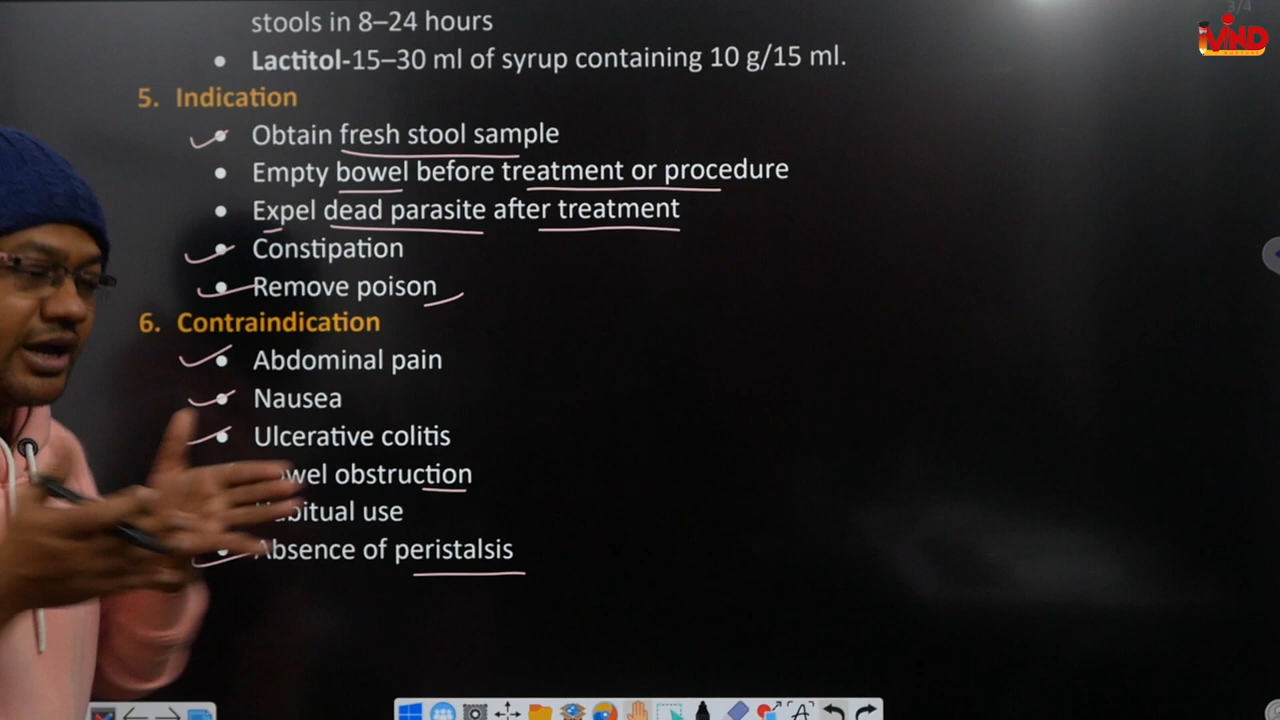 3/4
stools in 8–24 hours
• Lactitol-15–30 ml of syrup containing 10 g/15 ml.
5. Indication
• Obtain fresh stool sample
• Empty bowel before treatment or procedure
• Expel dead parasite after treatment
• Constipation
• Remove poison
6. Contraindication
• Abdominal pain
• Nausea
• Ulcerative colitis
obstruction
use
• Absence of peristalsis